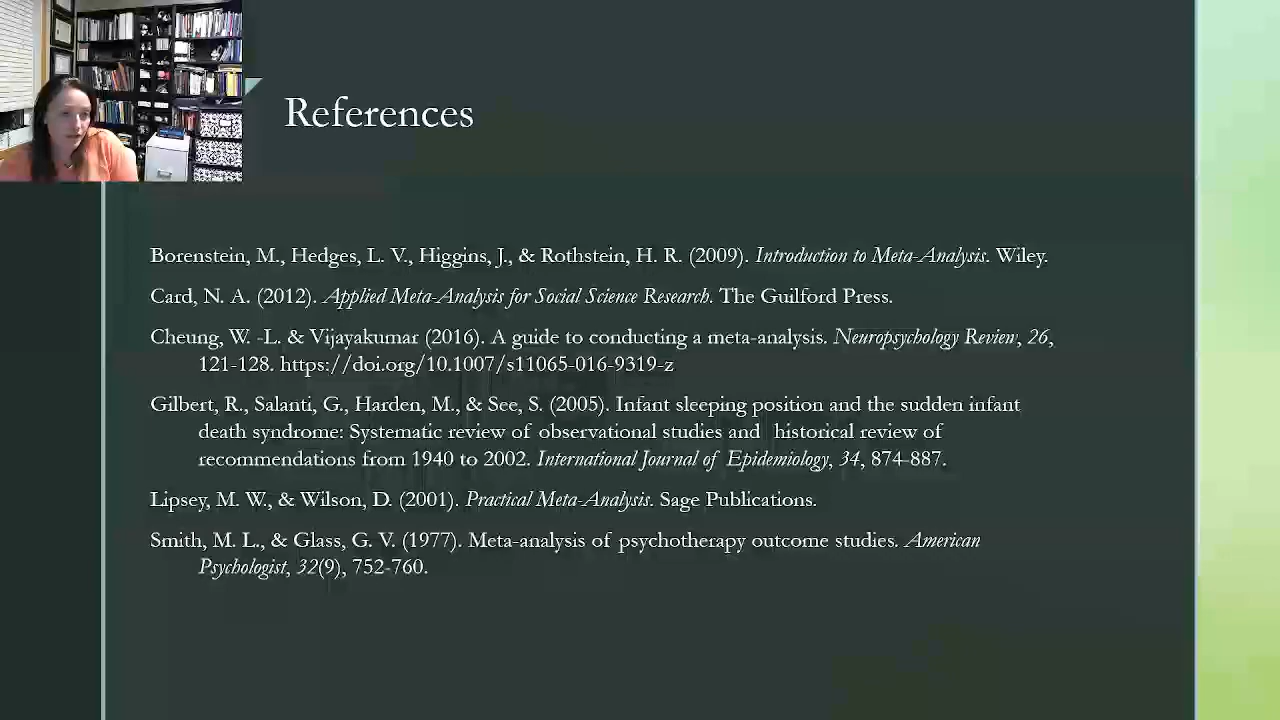 References
Borenstein, M., Hedges, L. V., Higgins, J., & Rothstein, H. R. (2009). Introduction to Meta-Analysis. Wiley.
Card, N. A. (2012). Applied Meta-Analysis for Social Science Research. The Guilford Press.
Cheung, W. -L. & Vijayakumar (2016). A guide to conducting a meta-analysis. Neuropsychology Review, 26,
121-128. https://doi.org/10.1007/s11065-016-9319-z
Gilbert, R., Salanti, G., Harden, M., & See, S. (2005). Infant sleeping position and the sudden infant
death syndrome: Systematic review of observational studies and historical review of
recommendations from 1940 to 2002. International Journal of Epidemiology, 34, 874-887.
Lipsey, M. W., & Wilson, D. (2001). Practical Meta-Analysis. Sage Publications.
Smith, M. L., & Glass, G. V. (1977). Meta-analysis of psychotherapy outcome studies. American
Psychologist, 32(9), 752-760.